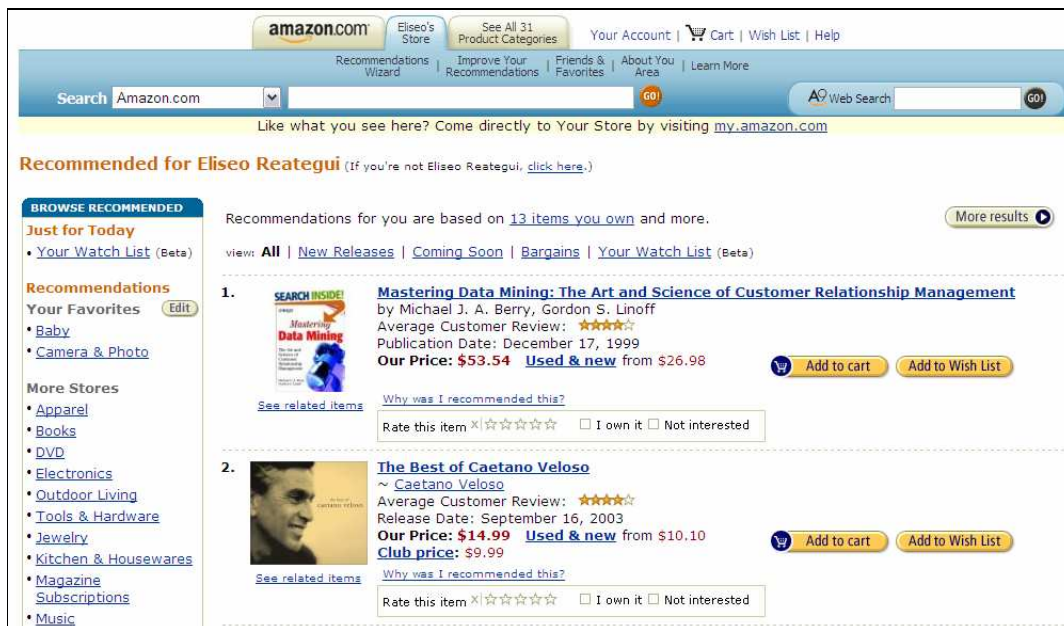 amazon.com
Eliseo's Store
See All 31 Product Categories
Your Account | Cart | Wish List | Help
Recommendations Wizard | Improve Your Recommendations | Friends & Favorites | About You Area | Learn More
Search Amazon.com GO! A9 Web Search GO!
Like what you see here? Come directly to Your Store by visiting my.amazon.com
Recommended for Eliseo Reategui (If you're not Eliseo Reategui, click here.)
BROWSE RECOMMENDED
Just for Today
• Your Watch List (Beta)
Recommendations
Your Favorites Edit
• Baby
• Camera & Photo
More Stores
• Apparel
• Books
• DVD
• Electronics
• Outdoor Living
• Tools & Hardware
• Jewelry
• Kitchen & Housewares
• Magazine
Subscriptions
• Music
Recommendations for you are based on 13 items you own and more.
More results
view: All | New Releases | Coming Soon | Bargains | Your Watch List (Beta)
1.
SEARCH INSIDE!
Mastering
Data Mining
See related items
Mastering Data Mining: The Art and Science of Customer Relationship Management
by Michael J. A. Berry, Gordon S. Linoff
Average Customer Review:
Publication Date: December 17, 1999
Our Price: $53.54 Used & new from $26.98
Add to cart Add to Wish List
Why was I recommended this?
Rate this item X I own it Not interested
2.
caetano veloso
See related items
The Best of Caetano Veloso
~ Caetano Veloso
Average Customer Review:
Release Date: September 16, 2003
Our Price: $14.99 Used & new from $10.10
Club price: $9.99
Add to cart Add to Wish List
Why was I recommended this?
Rate this item X I own it Not interested